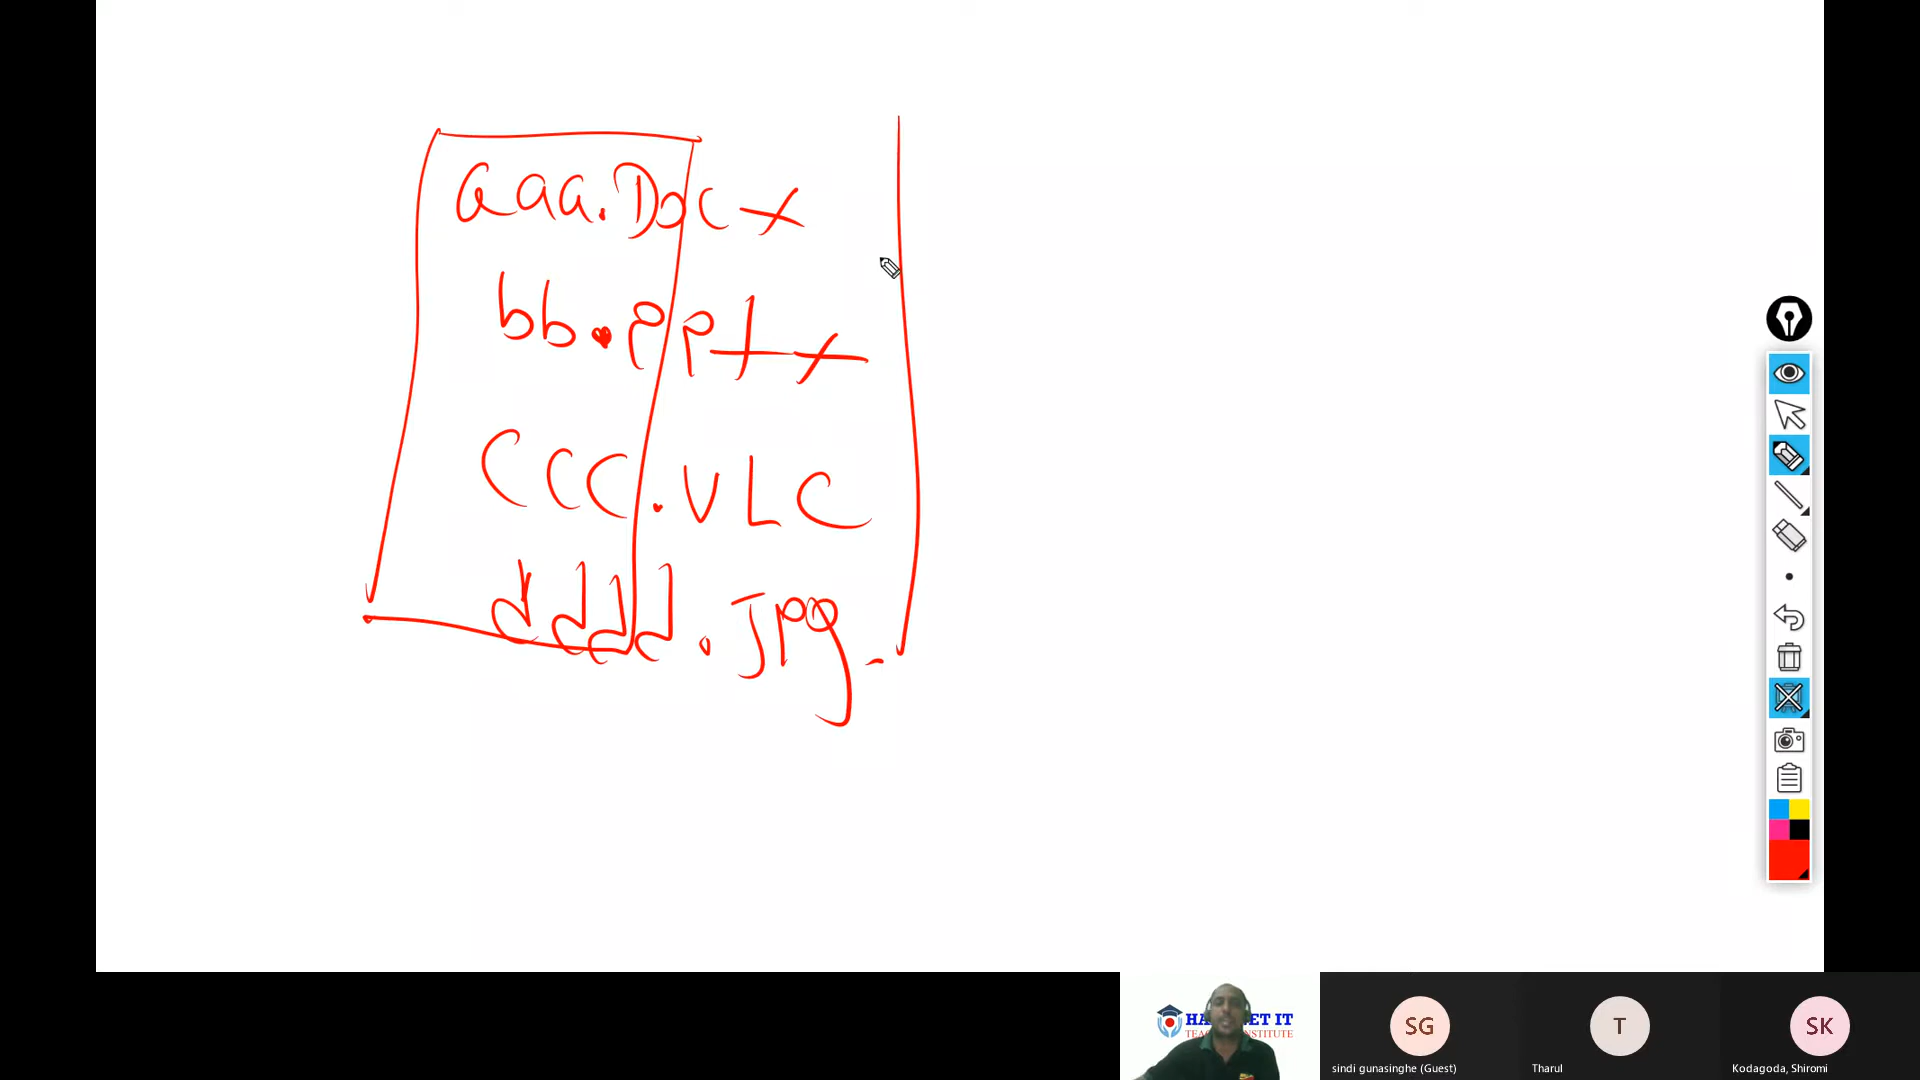 aaa.Docx
bb.pptx
ccc.VLC
dddd.jpg
SG
T
SK
sindi gunasinghe (Guest)
Tharul
Kodagoda, Shiromi